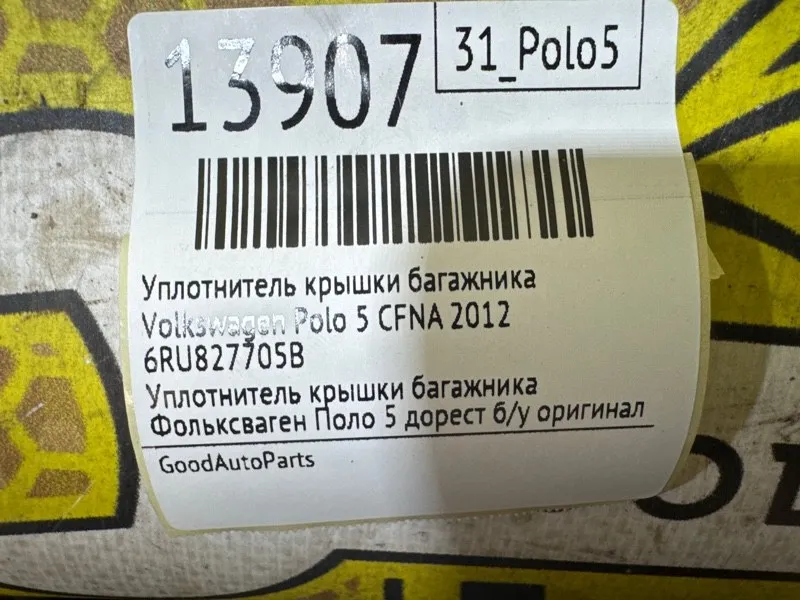 13907
31_Polo5
Уплотнитель крышки багажника
Volkswagen Polo 5 CFNA 2012
6RU827705B
Уплотнитель крышки багажника
Фольксваген Поло 5 дорест б/у оригинал
GoodAutoParts